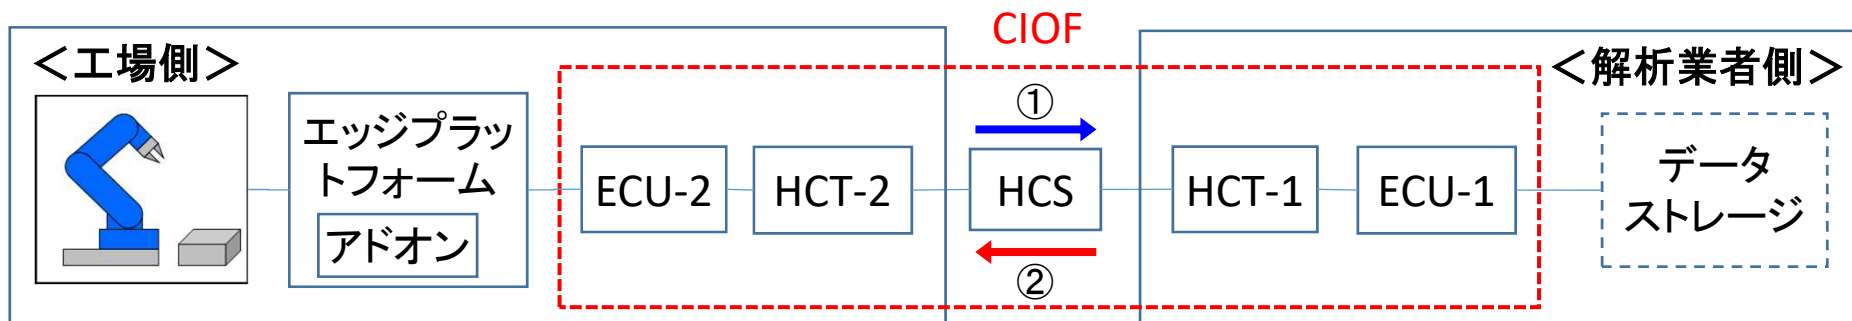 CIOF
＜工場側＞
＜解析業者側＞
エッジプラッ
トフォーム
アドオン
ECU-2
HCT-2
①
HCS
②
HCT-1
ECU-1
データ
ストレージ